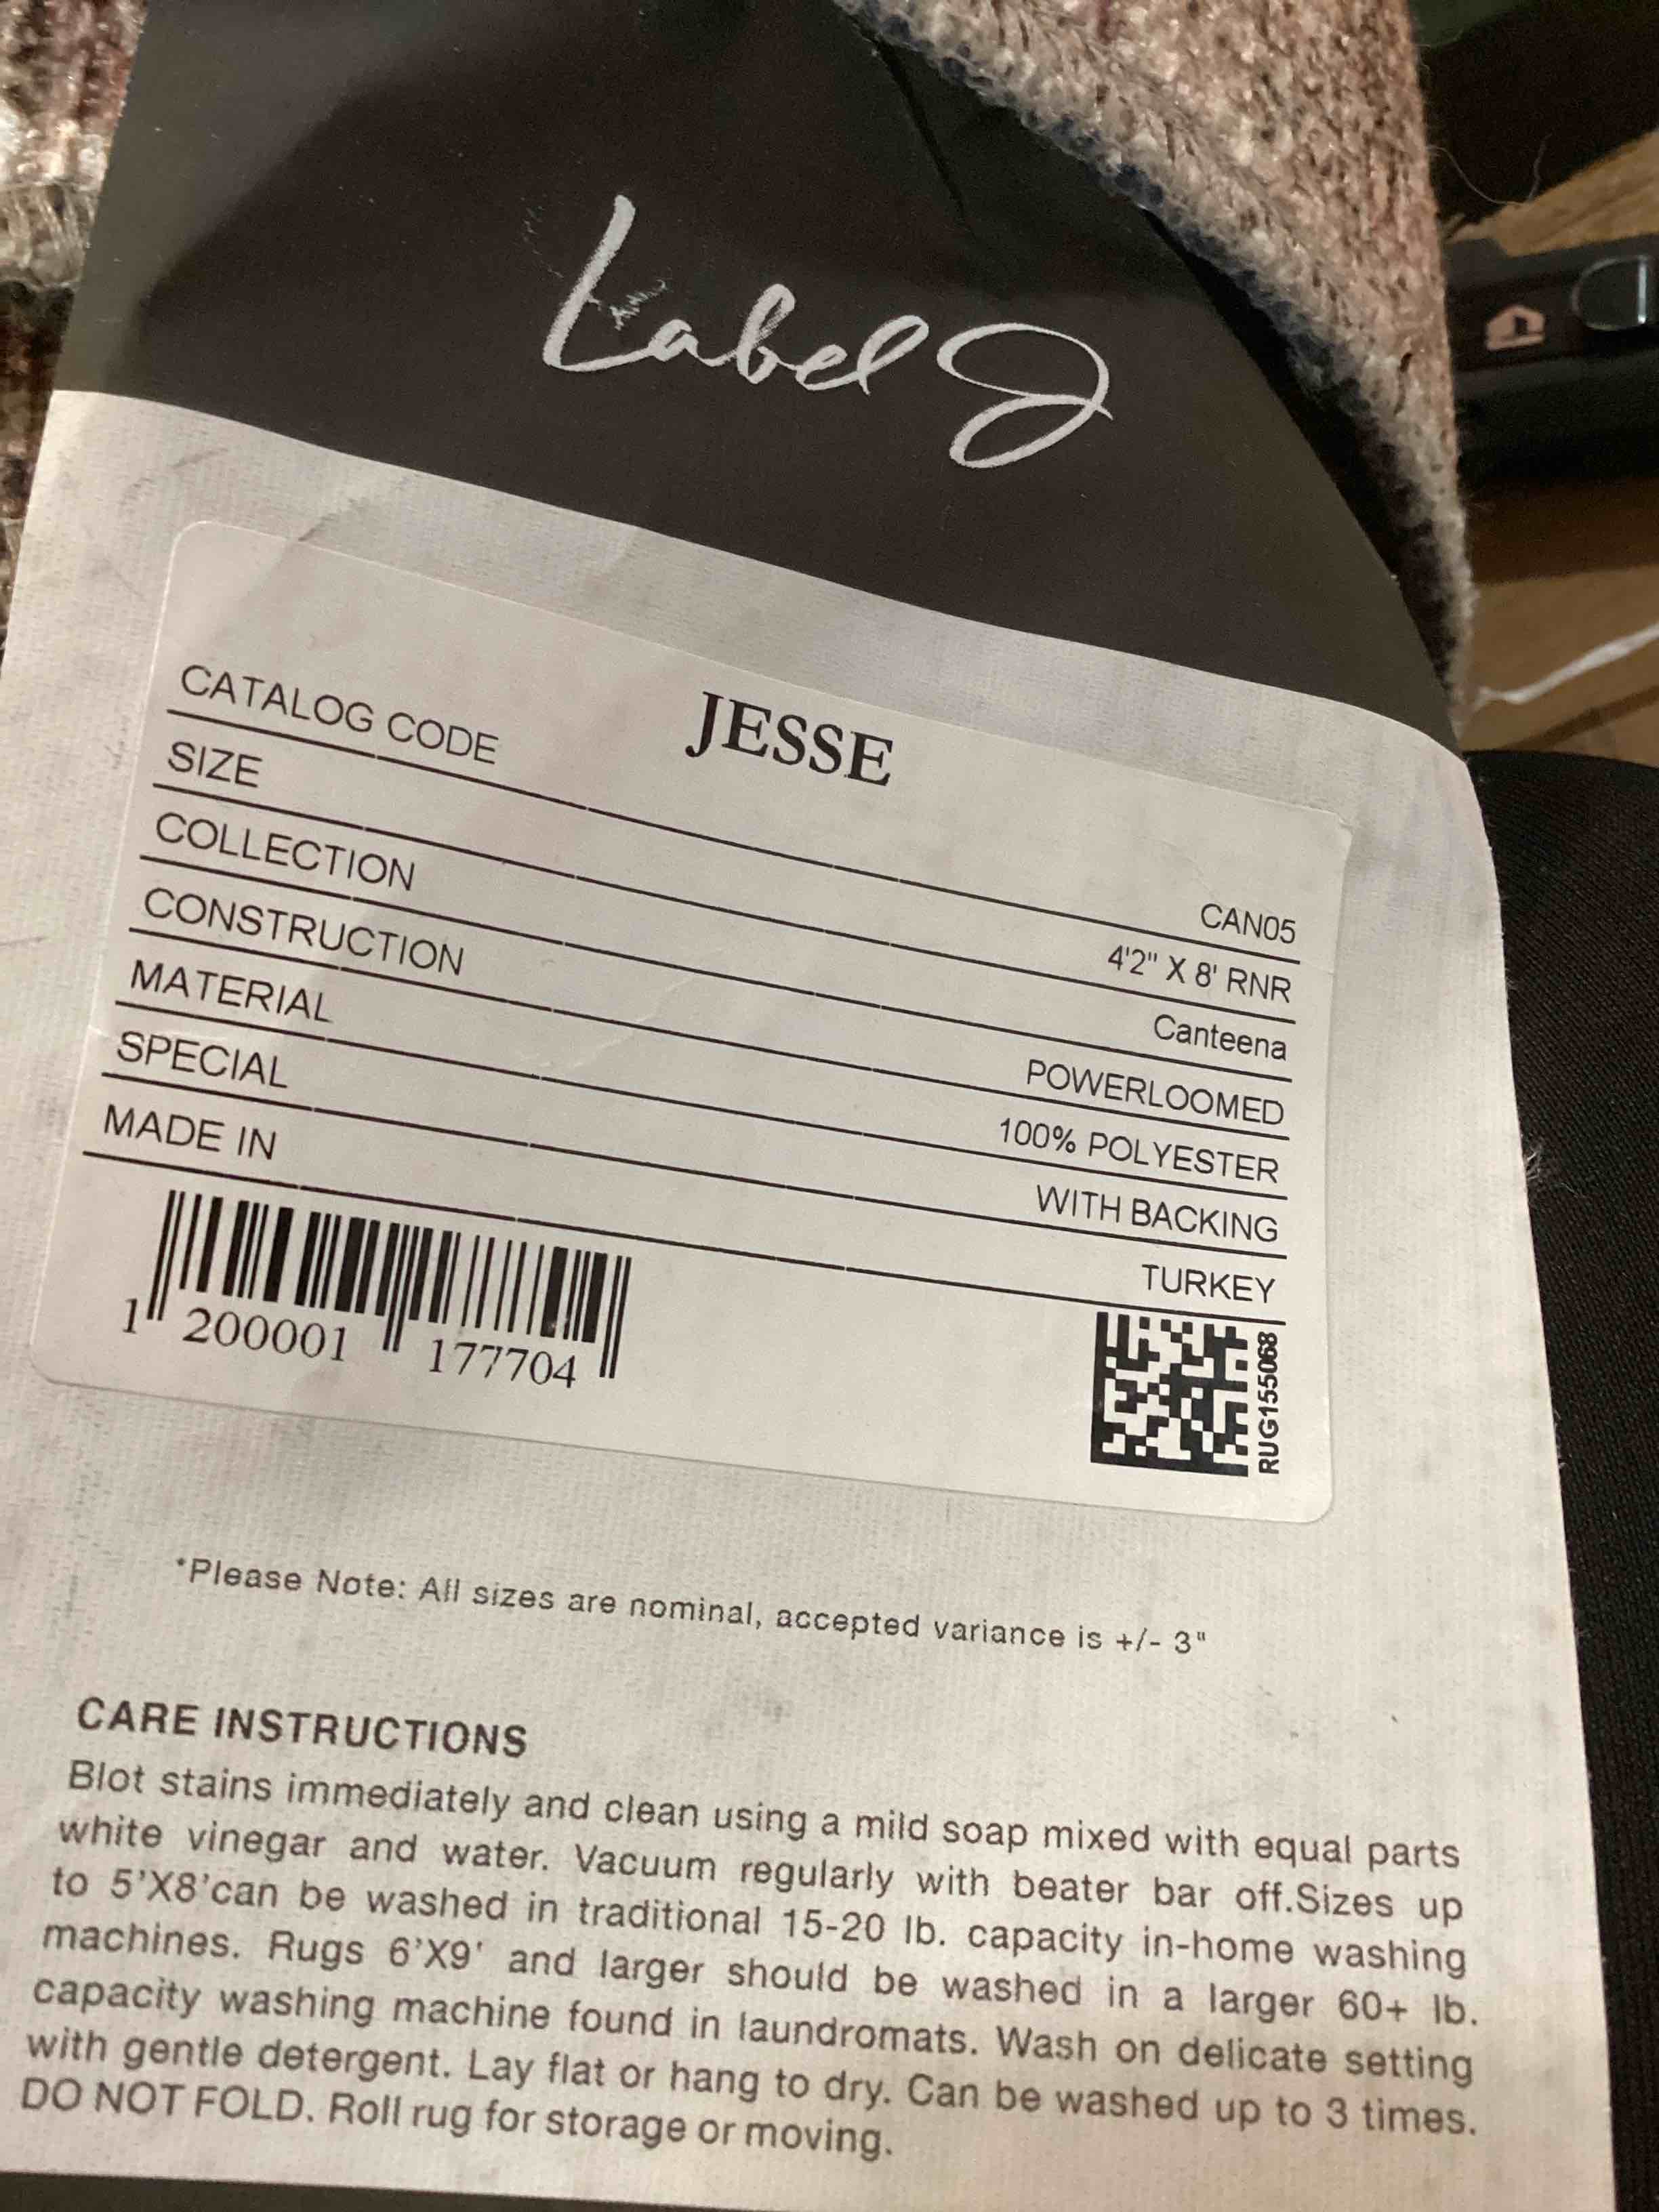 Label J
JESSE
CATALOG CODE CAN05
SIZE 4'2" X 8' RNR
COLLECTION Canteena
CONSTRUCTION POWERLOOMED
MATERIAL 100% POLYESTER
SPECIAL WITH BACKING
MADE IN TURKEY
1 200001 177704
RUG155068
*Please Note: All sizes are nominal, accepted variance is +/- 3"
CARE INSTRUCTIONS
Blot stains immediately and clean using a mild soap mixed with equal parts
white vinegar and water. Vacuum regularly with beater bar off.Sizes up
to 5'X8'can be washed in traditional 15-20 lb. capacity in-home washing
machines. Rugs 6'X9' and larger should be washed in a larger 60+ lb.
capacity washing machine found in laundromats. Wash on delicate setting
with gentle detergent. Lay flat or hang to dry. Can be washed up to 3 times.
DO NOT FOLD. Roll rug for storage or moving.